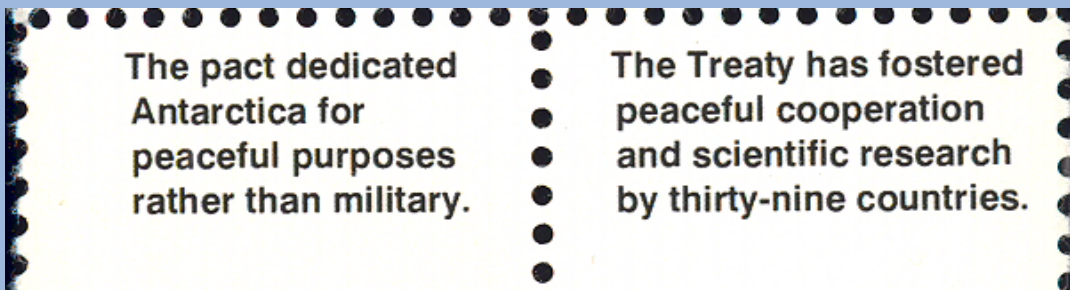 The pact dedicated
Antarctica for
peaceful purposes
rather than military.
The Treaty has fostered
peaceful cooperation
and scientific research
by thirty-nine countries.